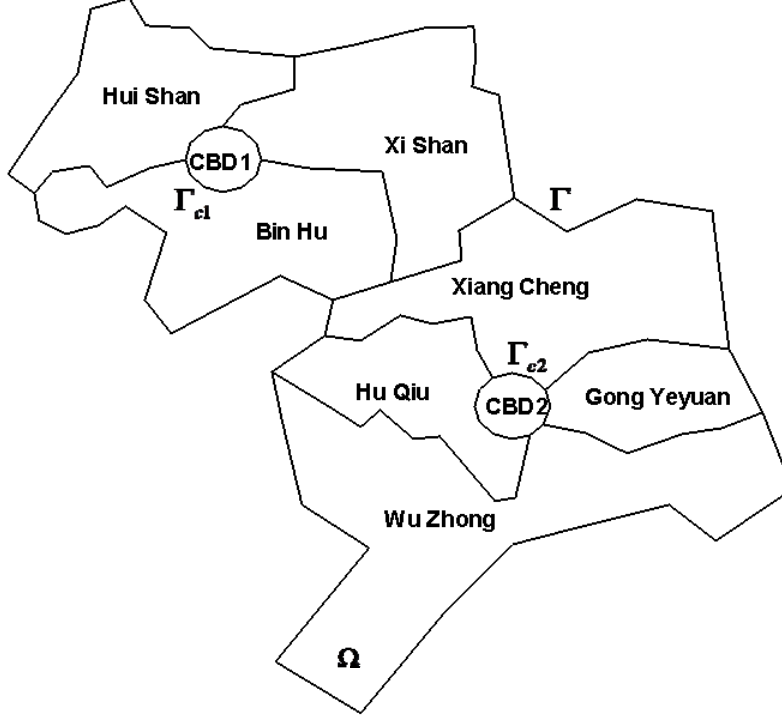 Hui Shan
Xi Shan
CBD1
Γc1
Γ
Bin Hu
Xiang Cheng
Γc2
Hu Qiu
CBD2
Gong Yeyuan
Wu Zhong
Ω